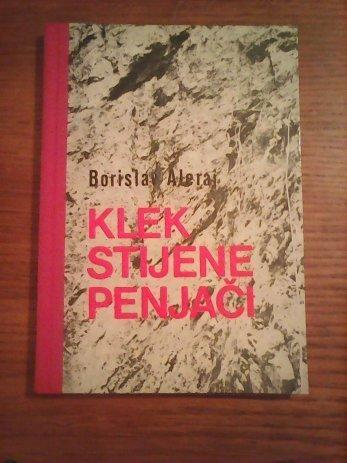 Borislav Aleraj
KLEK
STIJENE
PENJAČI